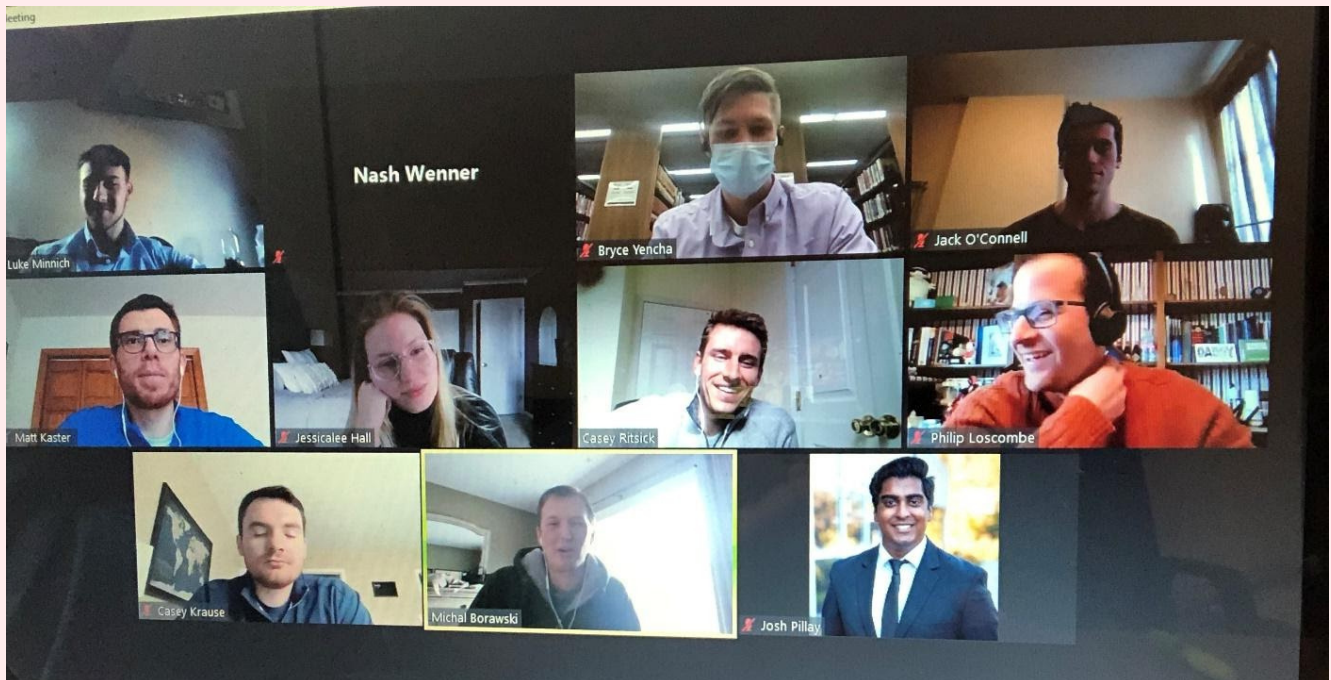 Meeting
Nash Wenner
Luke Minnich
Bryce Yencha
Jack O'Connell
Matt Kaster
Jessicalee Hall
Casey Ritsick
Philip Loscombe
Casey Krause
Michal Borawski
Josh Pillay